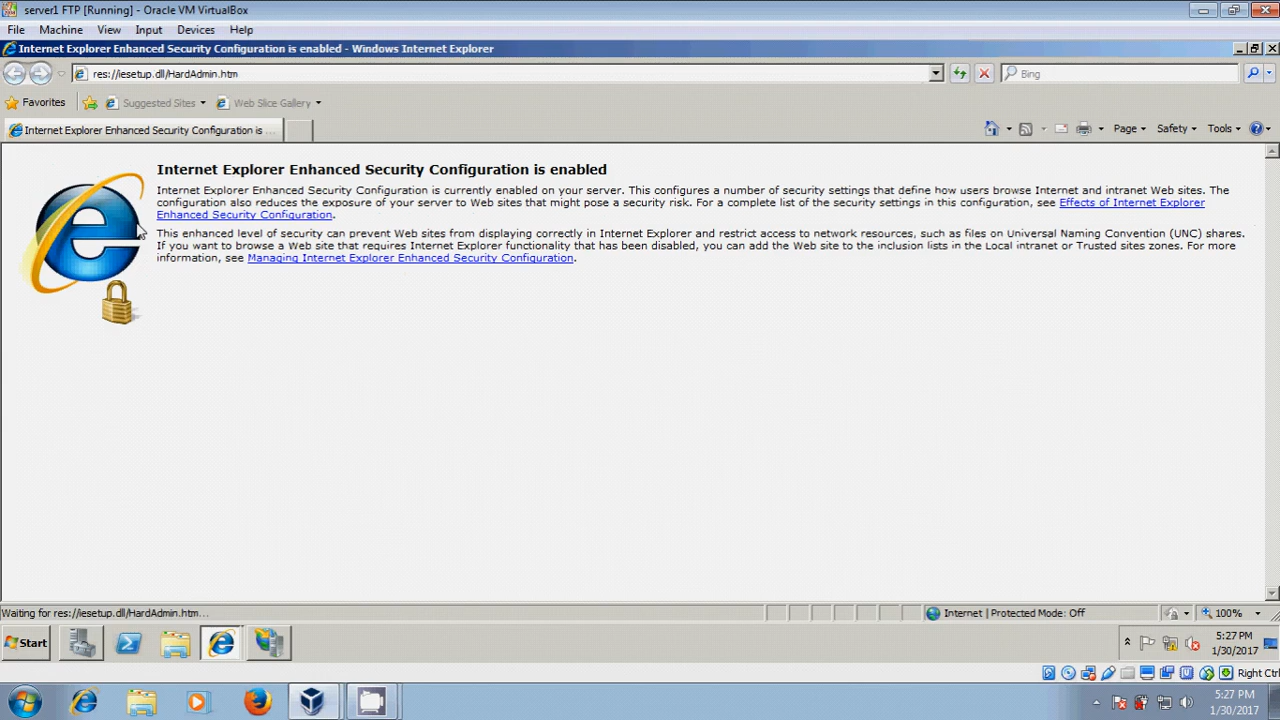 server1 FTP [Running] - Oracle VM VirtualBox
File Machine View Input Devices Help
Internet Explorer Enhanced Security Configuration is enabled - Windows Internet Explorer
res://iesetup.dll/HardAdmin.htm
Bing
Favorites Suggested Sites Web Slice Gallery
Internet Explorer Enhanced Security Configuration is ...
Page Safety Tools
Internet Explorer Enhanced Security Configuration is enabled
Internet Explorer Enhanced Security Configuration is currently enabled on your server. This configures a number of security settings that define how users browse Internet and intranet Web sites. The
configuration also reduces the exposure of your server to Web sites that might pose a security risk. For a complete list of the security settings in this configuration, see Effects of Internet Explorer
Enhanced Security Configuration.
This enhanced level of security can prevent Web sites from displaying correctly in Internet Explorer and restrict access to network resources, such as files on Universal Naming Convention (UNC) shares.
If you want to browse a Web site that requires Internet Explorer functionality that has been disabled, you can add the Web site to the inclusion lists in the Local intranet or Trusted sites zones. For more
information, see Managing Internet Explorer Enhanced Security Configuration.
Waiting for res://iesetup.dll/HardAdmin.htm...
Internet | Protected Mode: Off
100%
Start
5:27 PM
1/30/2017
Right Ctrl
5:27 PM
1/30/2017